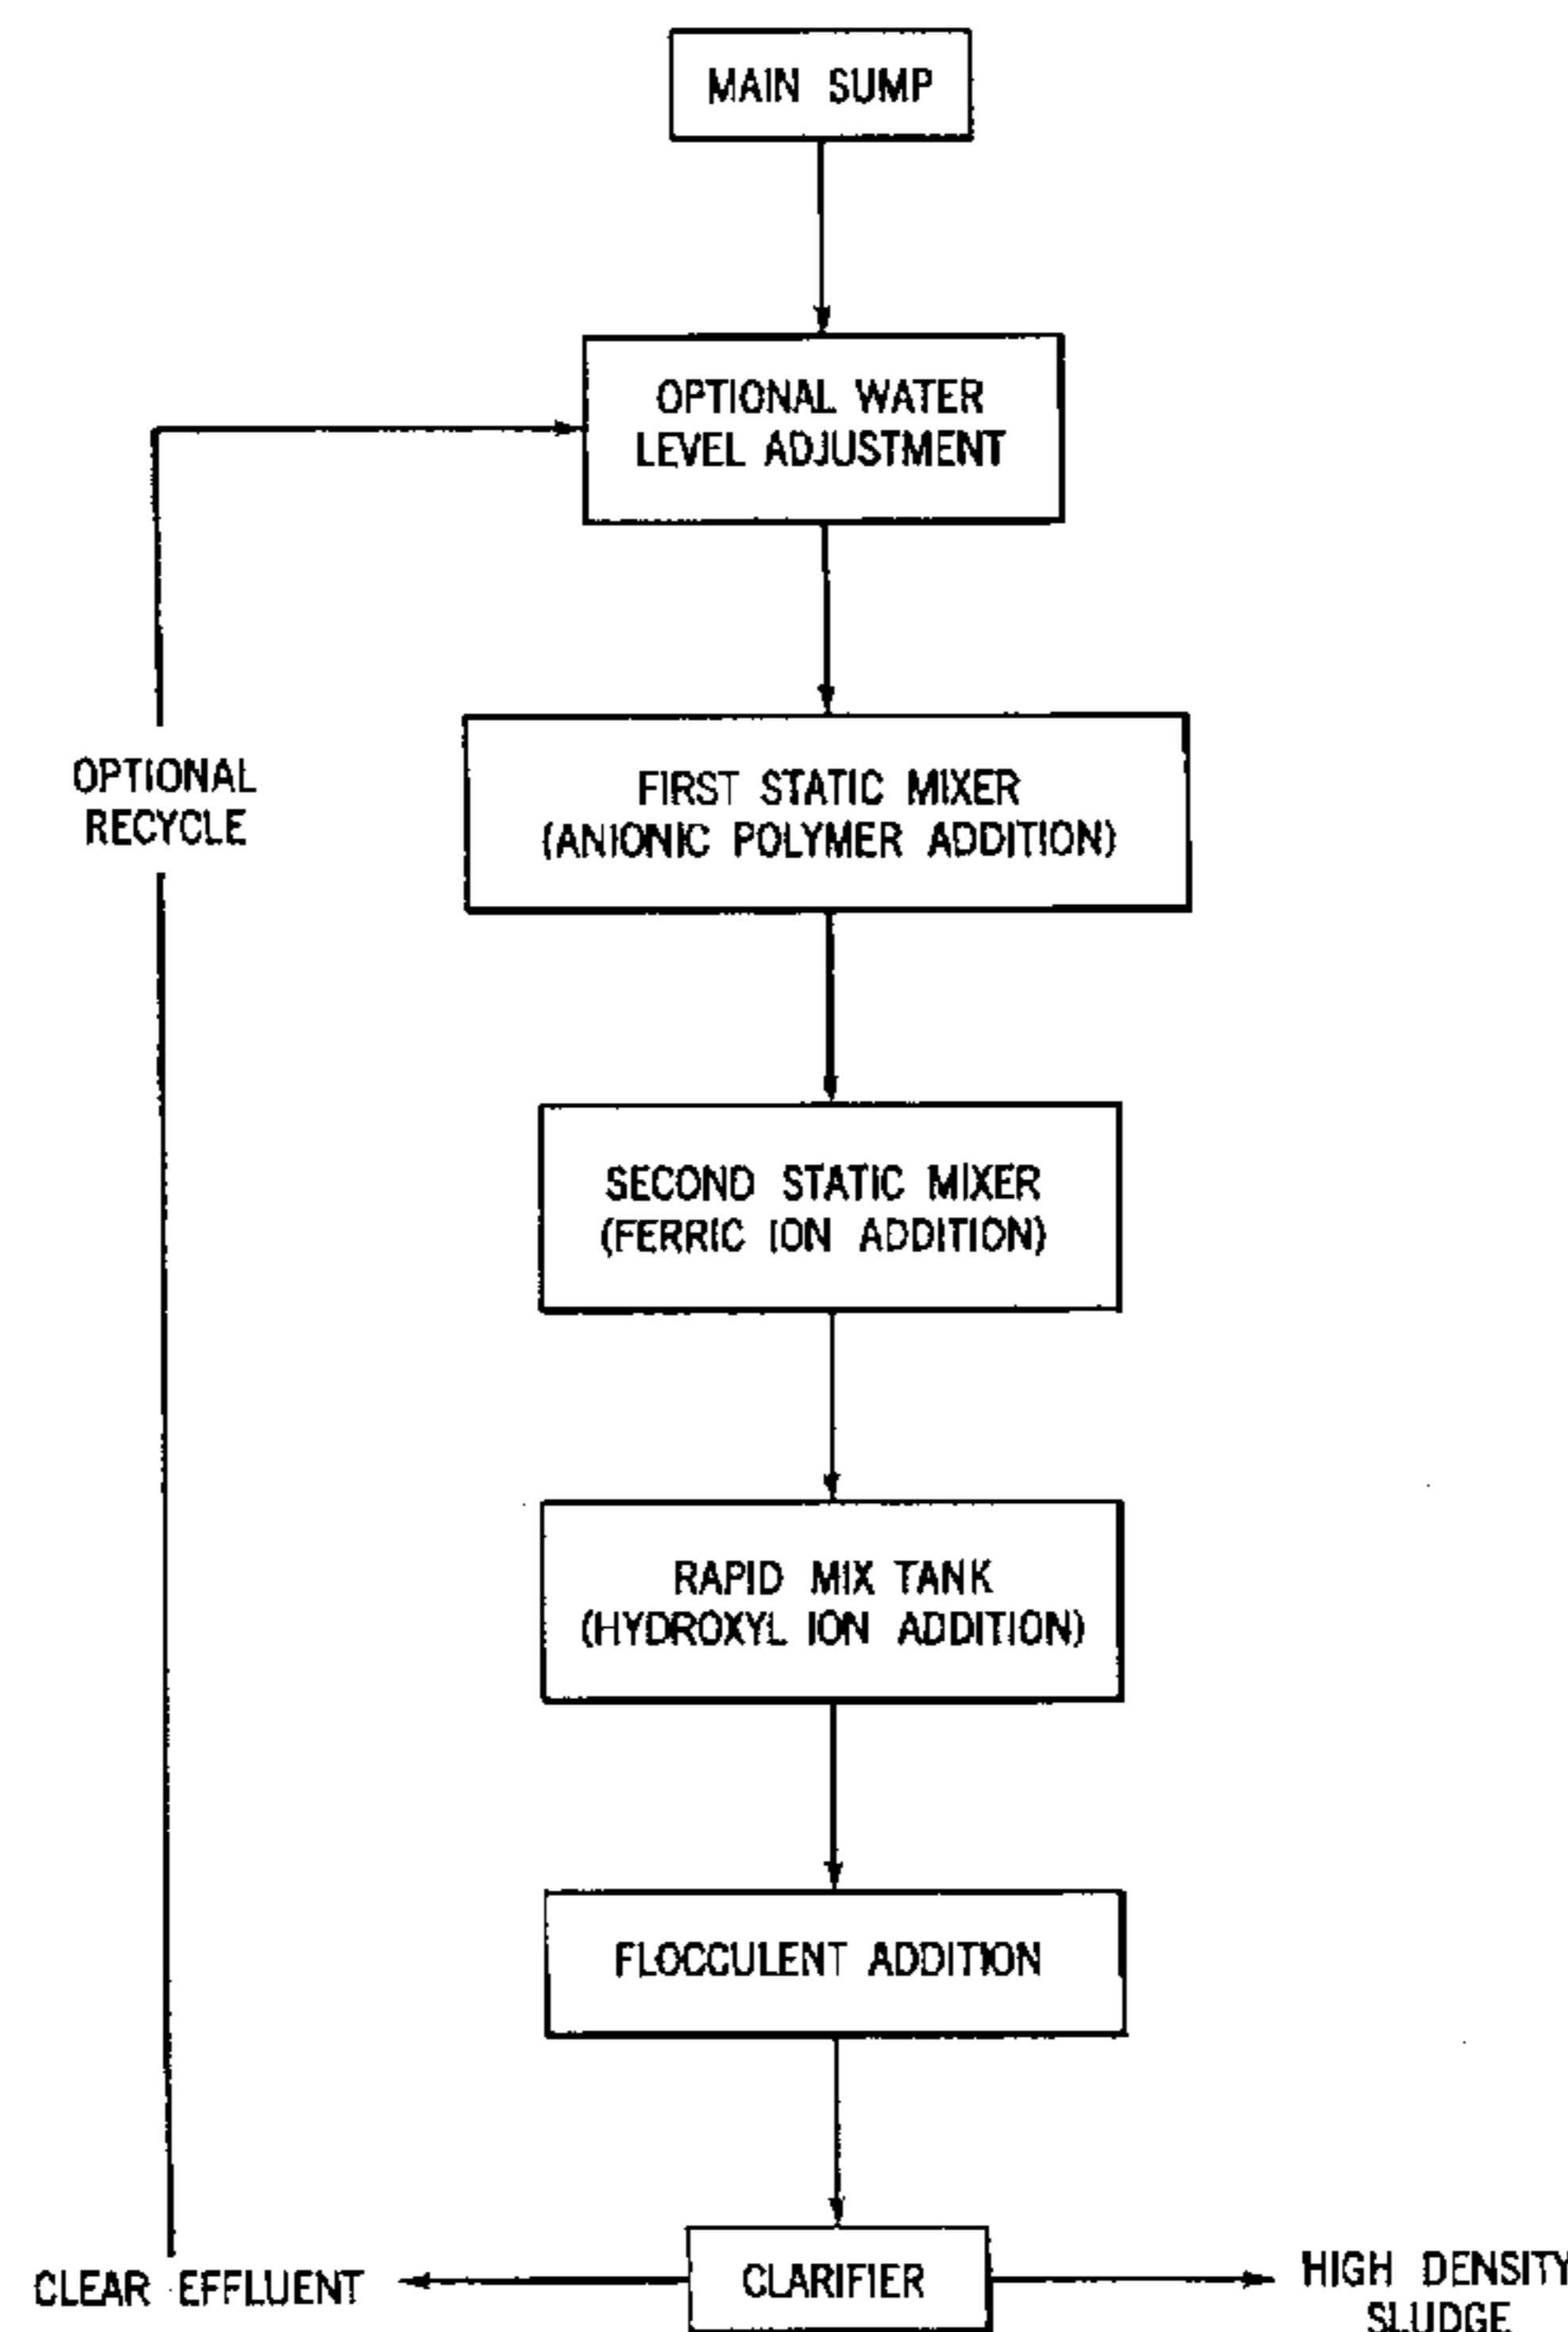 MAIN SUMP
OPTIONAL WATER
LEVEL ADJUSTMENT
OPTIONAL
RECYCLE
FIRST STATIC MIXER
(ANIONIC POLYMER ADDITION)
SECOND STATIC MIXER
(FERRIC ION ADDITION)
RAPID MIX TANK
(HYDROXYL ION ADDITION)
FLOCCULENT ADDITION
CLEAR EFFLUENT
CLARIFIER
HIGH DENSITY
SLUDGE